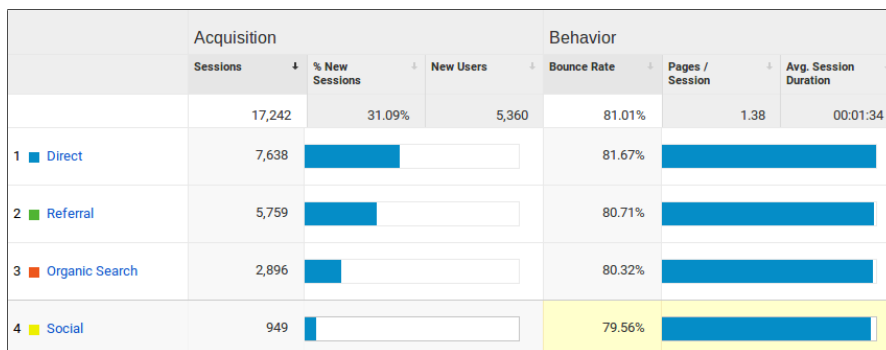 Acquisition Behavior
Sessions % New Sessions New Users Bounce Rate Pages / Session Avg. Session Duration
17,242 31.09% 5,360 81.01% 1.38 00:01:34
1 Direct 7,638 81.67%
2 Referral 5,759 80.71%
3 Organic Search 2,896 80.32%
4 Social 949 79.56%